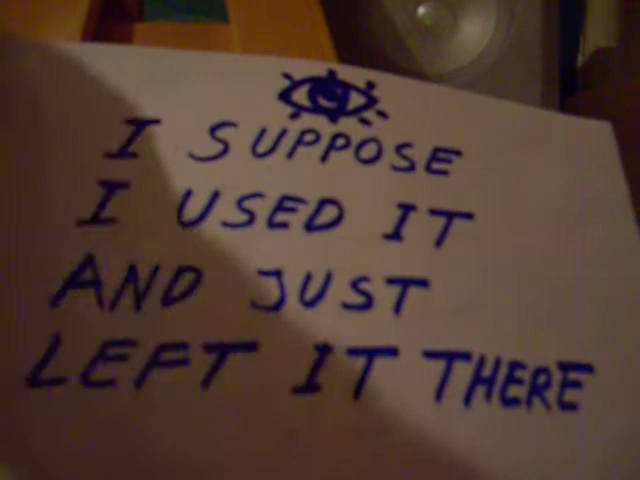 I SUPPOSE
I USED IT
AND JUST
LEFT IT THERE